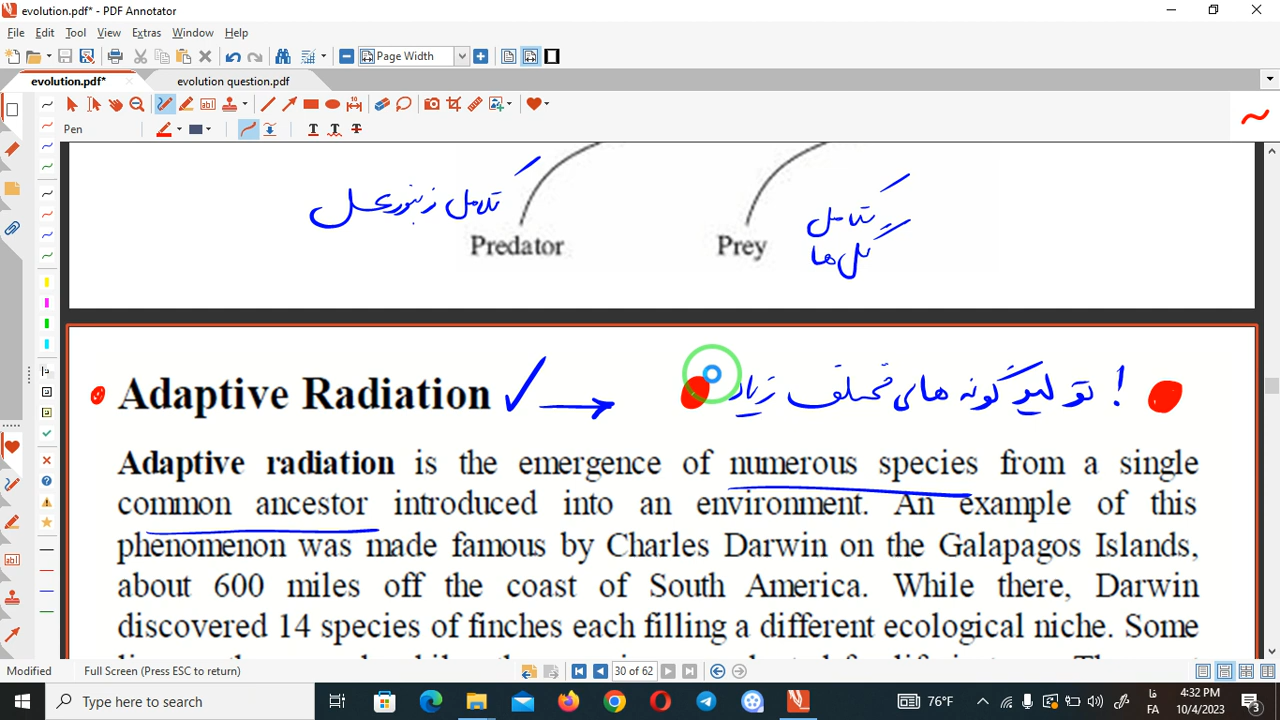 evolution.pdf* - PDF Annotator
File Edit Tool View Extras Window Help
Page Width
evolution.pdf* evolution question.pdf
Pen
تکامل زنبور عسل
تکامل
گل ها
Predator Prey
Adaptive Radiation
تولید گونه های مختلف زیاد !
Adaptive radiation is the emergence of numerous species from a single
common ancestor introduced into an environment. An example of this
phenomenon was made famous by Charles Darwin on the Galapagos Islands,
about 600 miles off the coast of South America. While there, Darwin
discovered 14 species of finches each filling a different ecological niche. Some
Modified Full Screen (Press ESC to return) 30 of 62
Type here to search
76°F
فا
FA
4:32 PM
10/4/2023
3